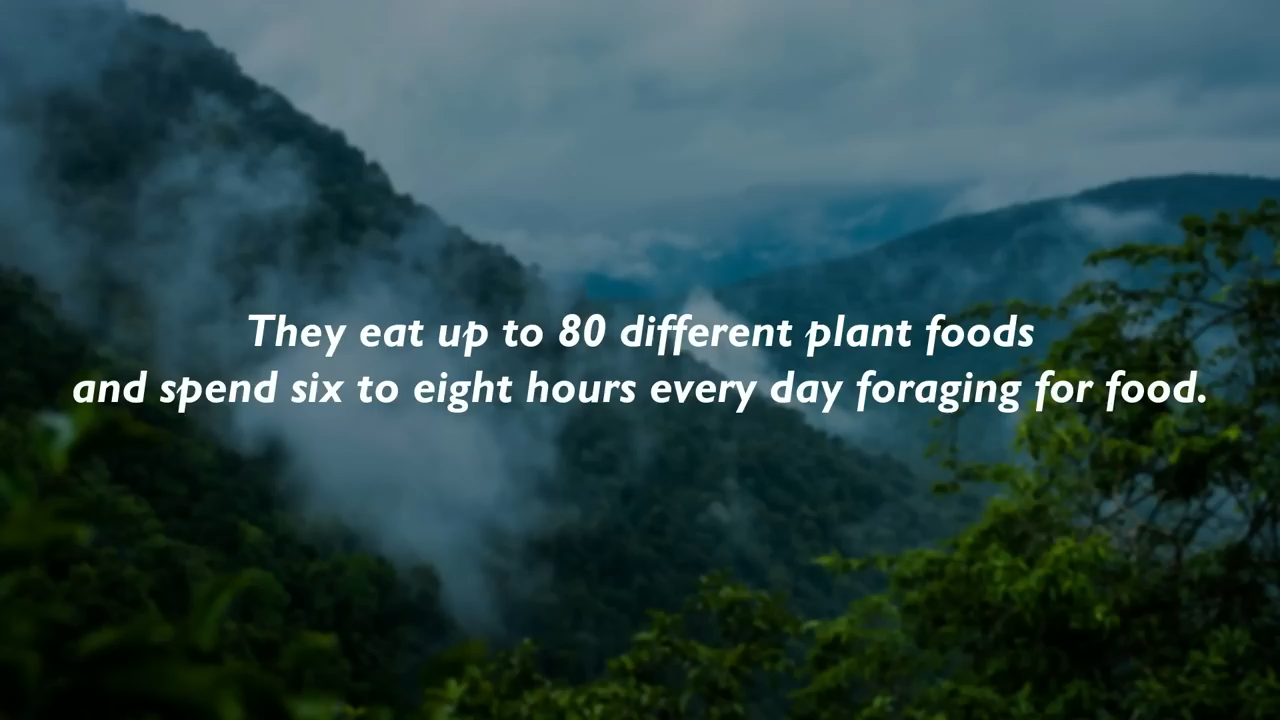 They eat up to 80 different plant foods
and spend six to eight hours every day foraging for food.